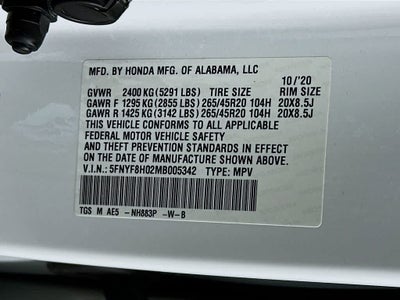 MFD. BY HONDA MFG. OF ALABAMA, LLC
10/'20
GVWR 2400 KG (5291 LBS) TIRE SIZE RIM SIZE
GAWR F 1295 KG (2855 LBS) 265/45R20 104H 20X8.5J
GAWR R 1425 KG (3142 LBS) 265/45R20 104H 20X8.5J
THIS VEHICLE CONFORMS TO ALL APPLICABLE
FEDERAL MOTOR VEHICLE SAFETY
AND THEFT PREVENTION STANDARDS IN EFFECT ON
THE DATE OF MANUFACTURE SHOWN ABOVE.
V.I.N.: 5FNYF8H02MB005342 TYPE: MPV
TGS M AE5 -NH883P -W-B